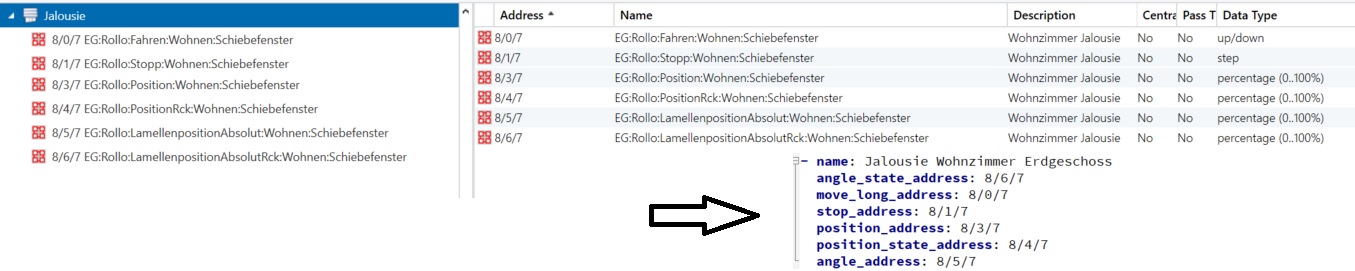 Jalousie
8/0/7 EG:Rollo:Fahren:Wohnen:Schiebefenster
8/1/7 EG:Rollo:Stopp:Wohnen:Schiebefenster
8/3/7 EG:Rollo:Position:Wohnen:Schiebefenster
8/4/7 EG:Rollo:PositionRck:Wohnen:Schiebefenster
8/5/7 EG:Rollo:LamellenpositionAbsolut:Wohnen:Schiebefenster
8/6/7 EG:Rollo:LamellenpositionAbsolutRck:Wohnen:Schiebefenster
Address Name Description Centra Pass T Data Type
8/0/7 EG:Rollo:Fahren:Wohnen:Schiebefenster Wohnzimmer Jalousie No No up/down
8/1/7 EG:Rollo:Stopp:Wohnen:Schiebefenster Wohnzimmer Jalousie No No step
8/3/7 EG:Rollo:Position:Wohnen:Schiebefenster Wohnzimmer Jalousie No No percentage (0..100%)
8/4/7 EG:Rollo:PositionRck:Wohnen:Schiebefenster Wohnzimmer Jalousie No No percentage (0..100%)
8/5/7 EG:Rollo:LamellenpositionAbsolut:Wohnen:Schiebefenster Wohnzimmer Jalousie No No percentage (0..100%)
8/6/7 EG:Rollo:LamellenpositionAbsolutRck:Wohnen:Schiebefenster Wohnzimmer Jalousie No No percentage (0..100%)
- name: Jalousie Wohnzimmer Erdgeschoss
angle_state_address: 8/6/7
move_long_address: 8/0/7
stop_address: 8/1/7
position_address: 8/3/7
position_state_address: 8/4/7
angle_address: 8/5/7